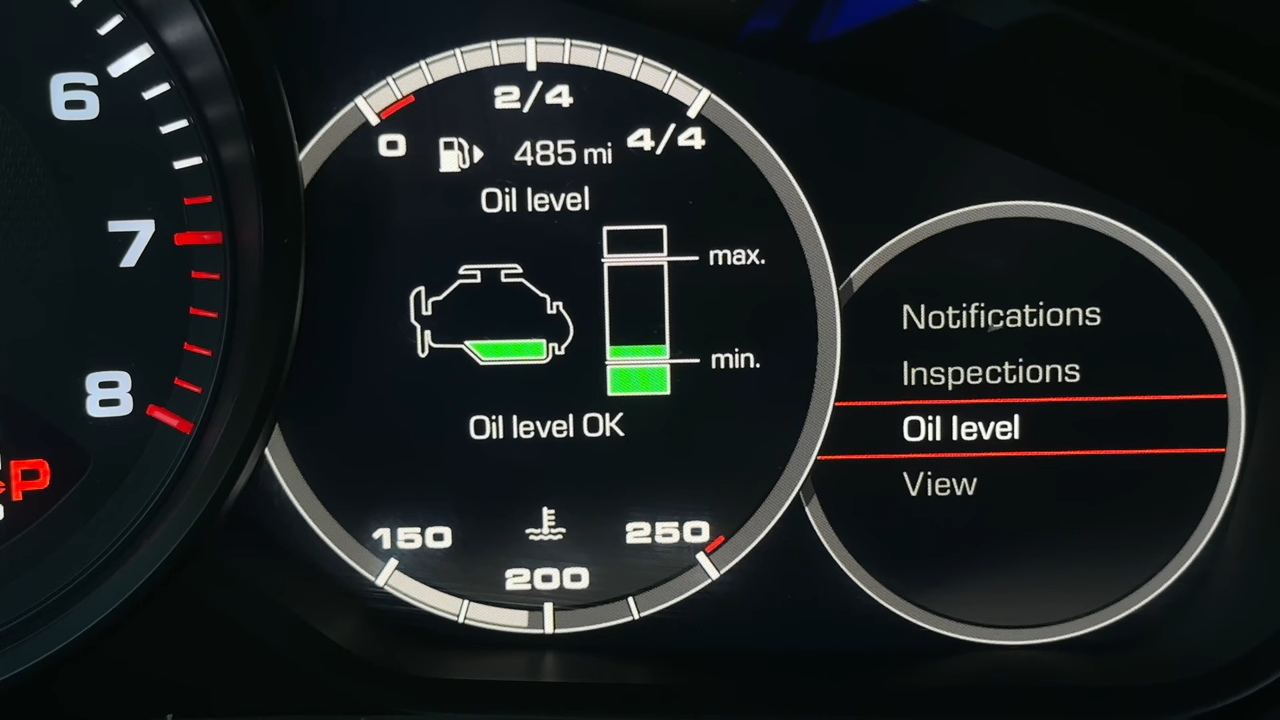 6
7
8
P
2/4
0
4/4
485 mi
Oil level
max.
min.
Oil level OK
150
250
200
Notifications
Inspections
Oil level
View